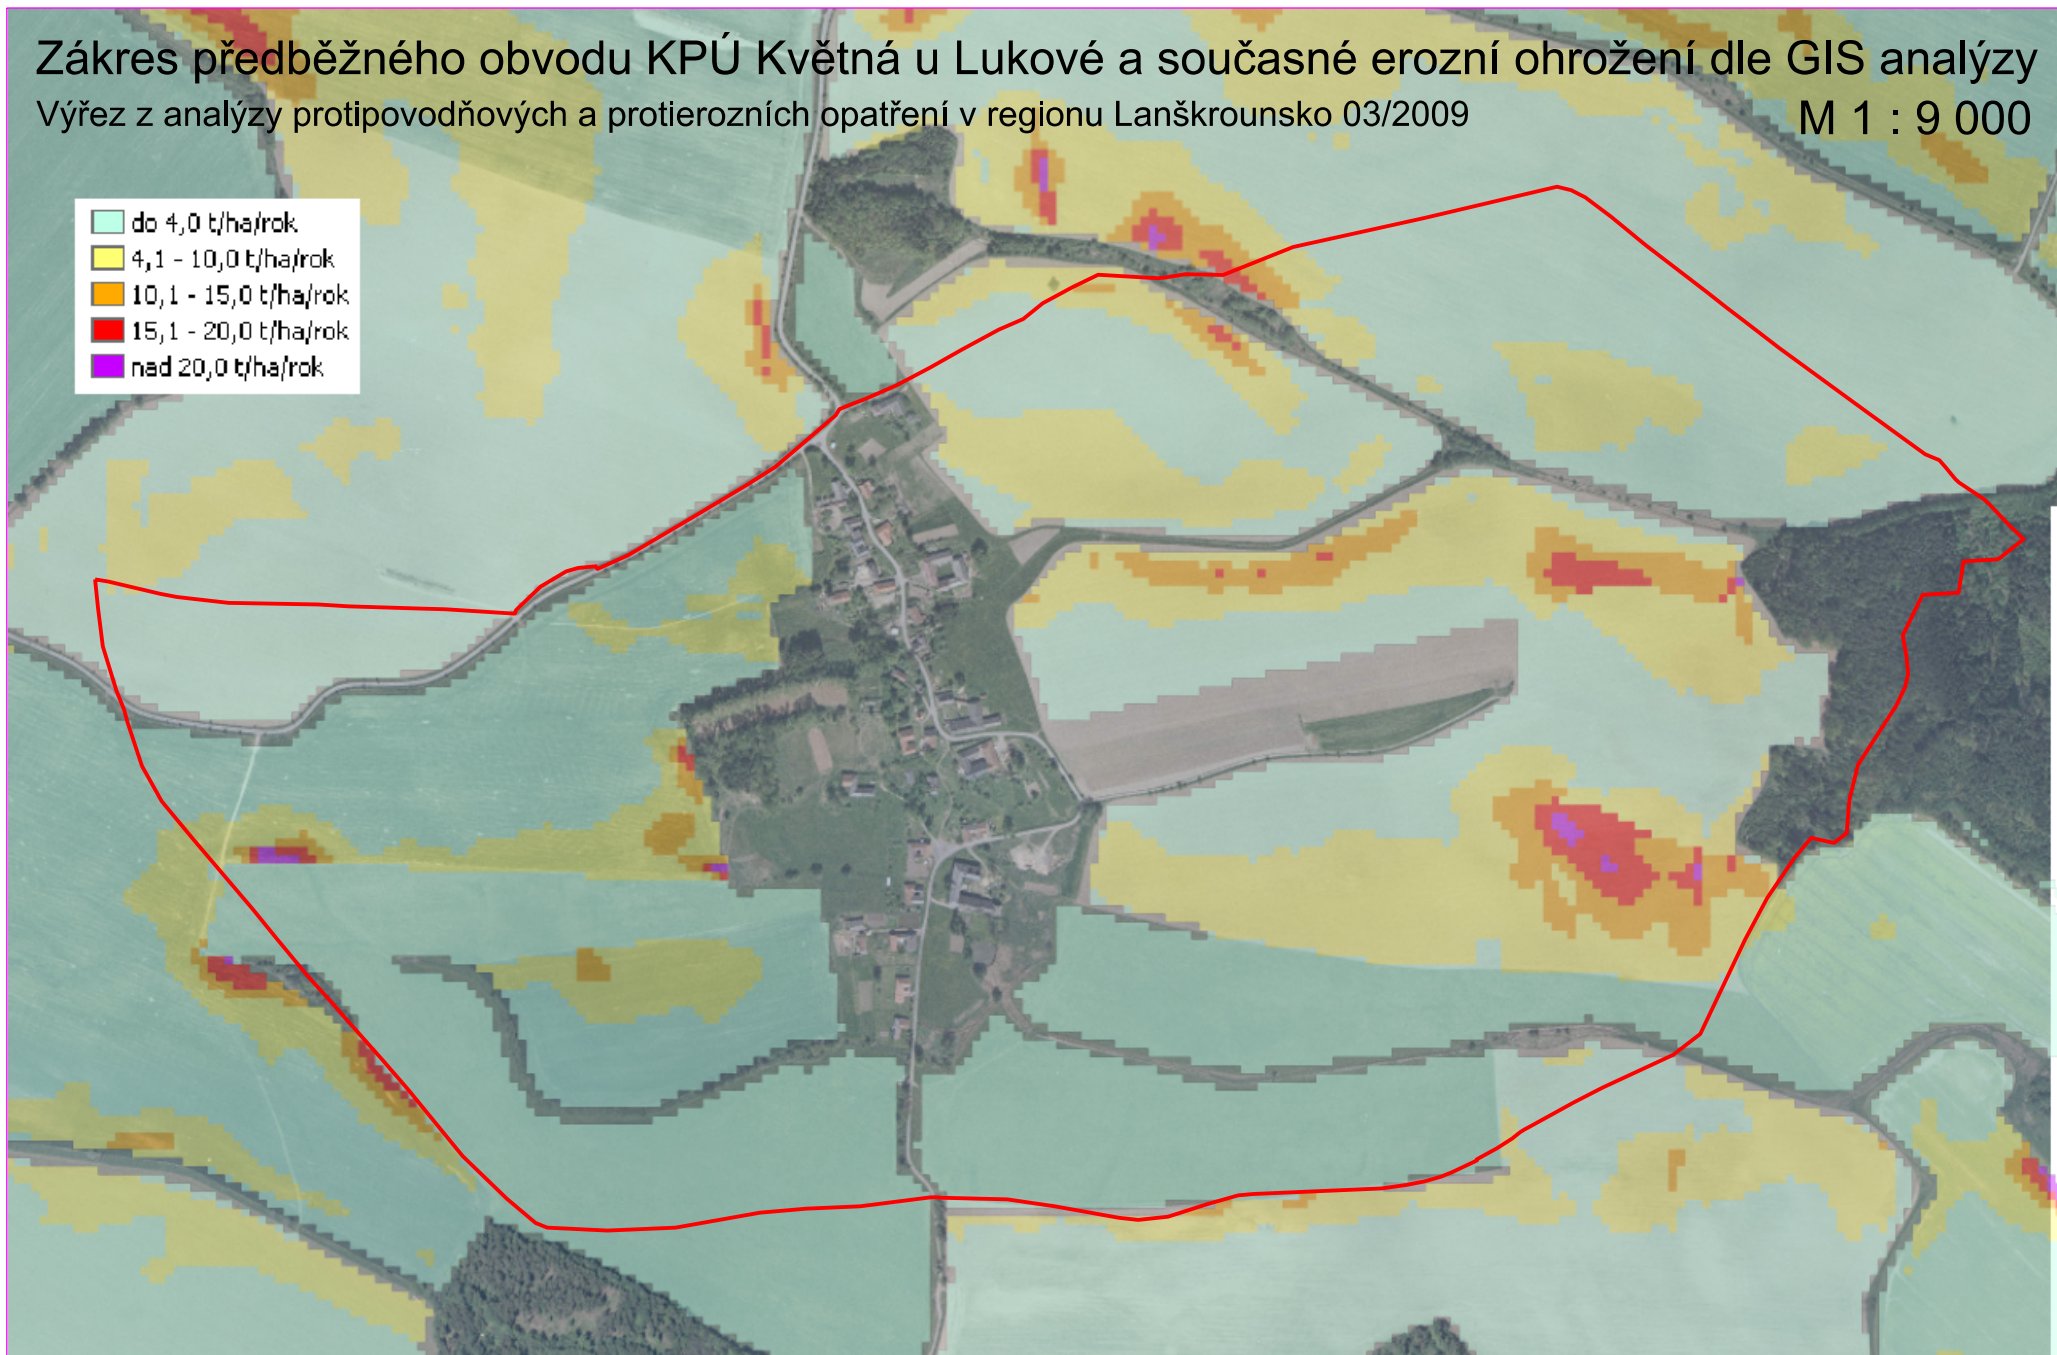 Zákres předběžného obvodu KPÚ Květná u Lukové a současné erozní ohrožení dle GIS analýzy
Výřez z analýzy protipovodňových a protierozních opatření v regionu Lanškrounsko 03/2009
M 1 : 9 000
do 4,0 t/ha/rok
4,1 - 10,0 t/ha/rok
10,1 - 15,0 t/ha/rok
15,1 - 20,0 t/ha/rok
nad 20,0 t/ha/rok